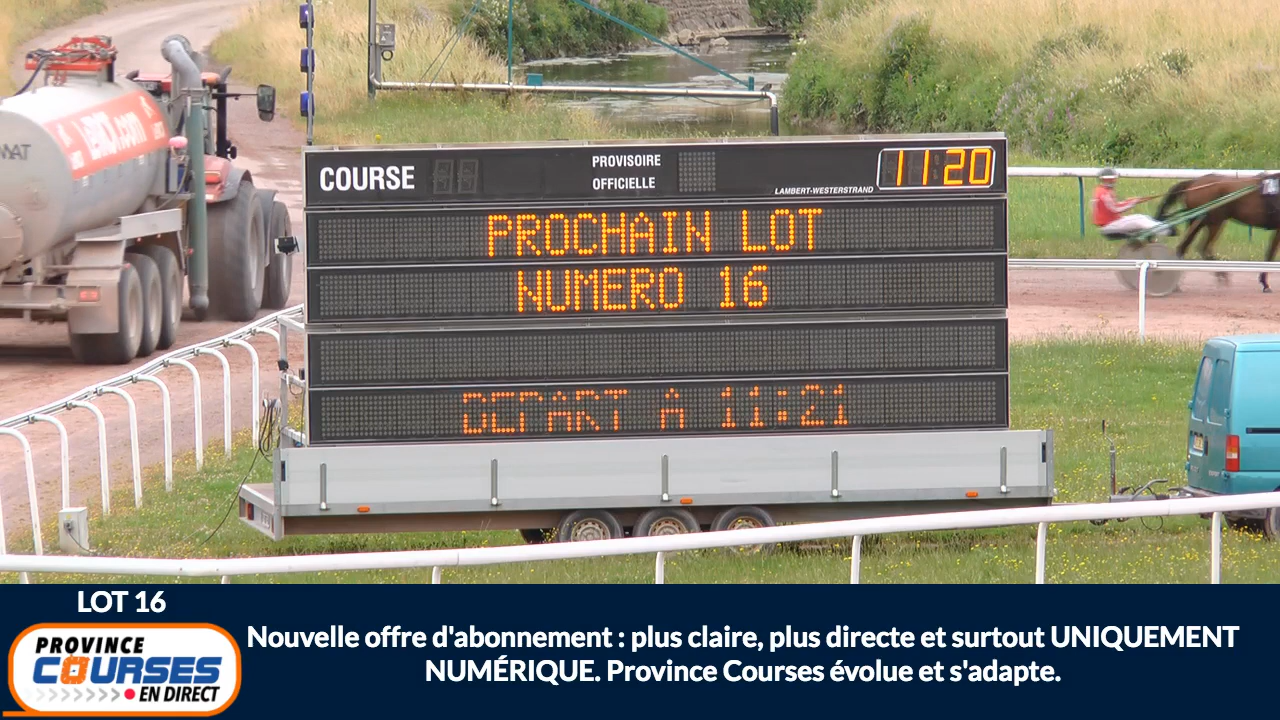 COURSE
PROVISOIRE
OFFICIELLE
LAMBERT-WESTERSTRAND
11:20
PROCHAIN LOT
NUMERO 16
DEPART A 11:21
LOT 16
PROVINCE
COURSES
EN DIRECT
Nouvelle offre d'abonnement : plus claire, plus directe et surtout UNIQUEMENT
NUMÉRIQUE. Province Courses évolue et s'adapte.